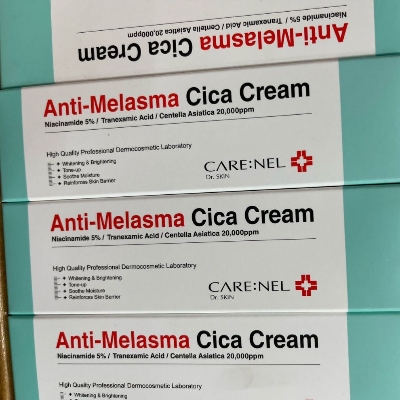 Anti-Melasma Cica Cream
Niacinamide 5% / Tranexamic Acid / Centella Asiatica 20,000ppm
Anti-Melasma Cica Cream
Niacinamide 5% / Tranexamic Acid / Centella Asiatica 20,000ppm
High Quality Professional Dermocosmetic Laboratory
Whitening & Brightening
Tone-up
Soothe Moisture
Rainforces Skin Barrier
CARE:NEL
Dr. SKIN
Anti-Melasma Cica Cream
Niacinamide 5% / Tranexamic Acid / Centella Asiatica 20,000ppm
High Quality Professional Dermocosmetic Laboratory
Whitening & Brightening
Tone-up
Soothe Moisture
Rainforces Skin Barrier
CARE:NEL
Dr. SKIN
Anti-Melasma Cica Cream
Niacinamide 5% / Tranexamic Acid / Centella Asiatica 20,000ppm
High Quality Professional Dermocosmetic Laboratory
Whitening & Brightening